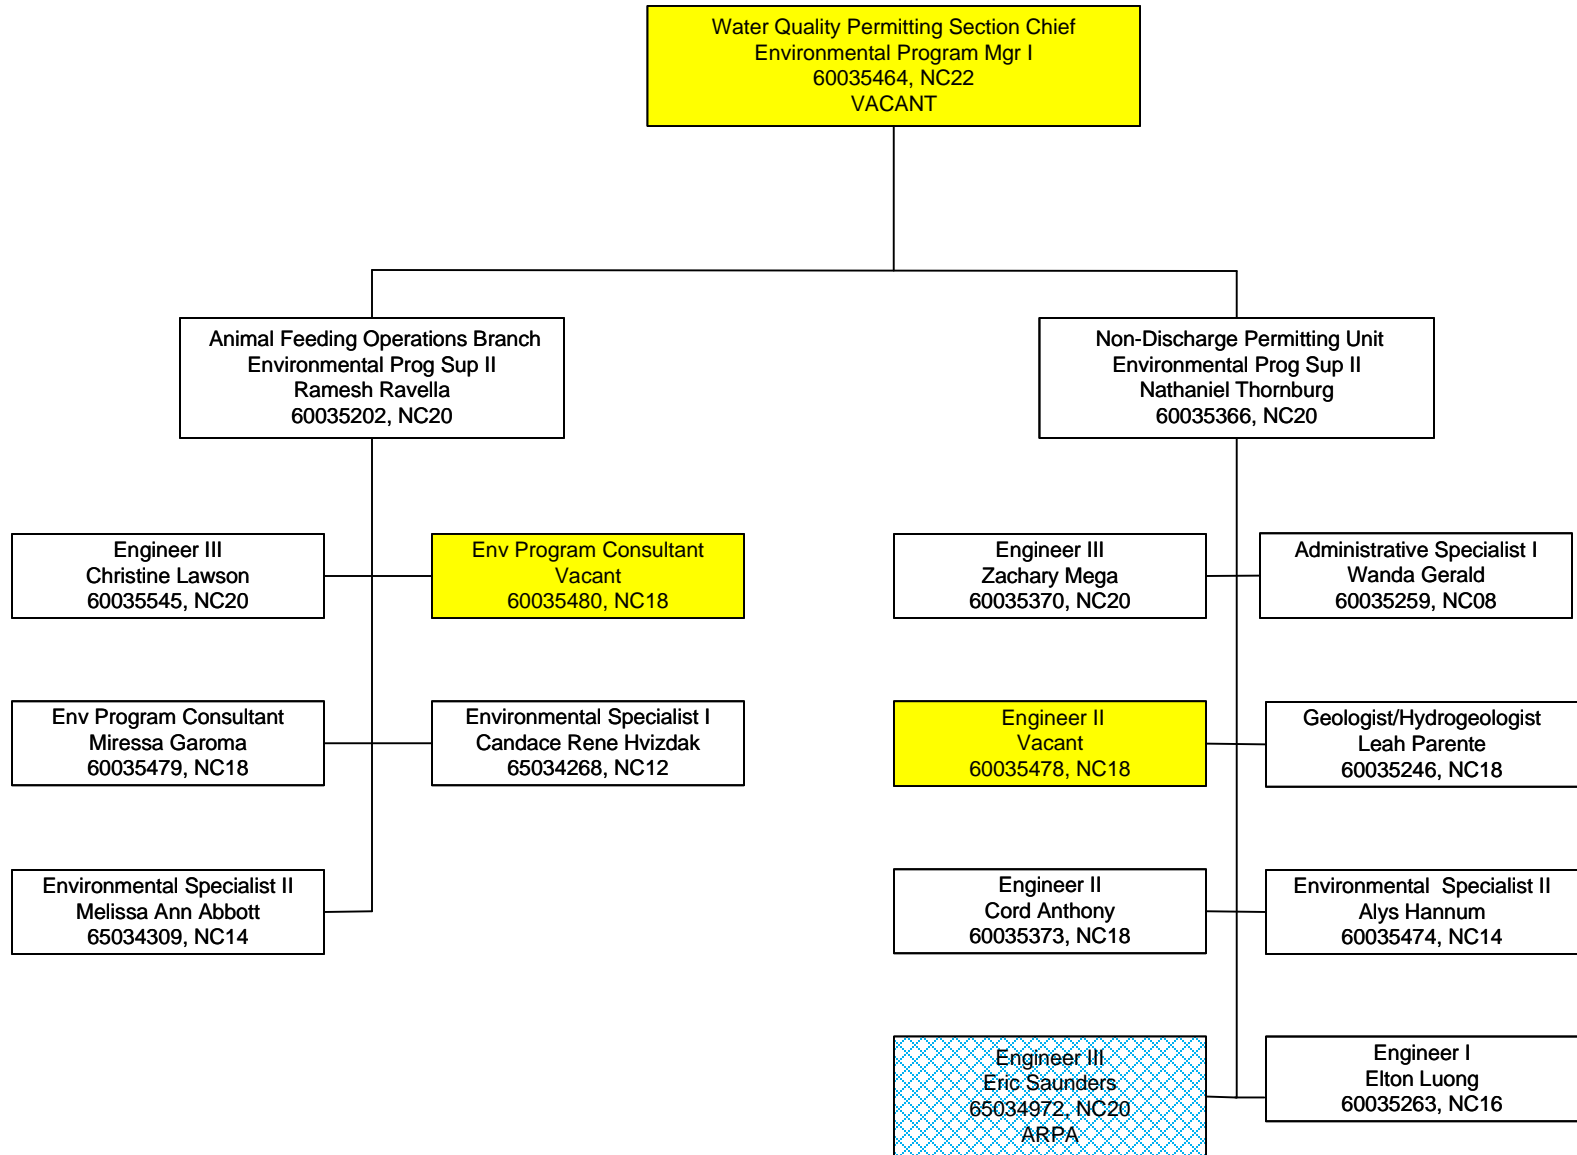 Water Quality Permitting Section Chief
Environmental Program Mgr I
60035464, NC22
VACANT
Animal Feeding Operations Branch
Environmental Prog Sup II
Ramesh Ravella
60035202, NC20
Non-Discharge Permitting Unit
Environmental Prog Sup II
Nathaniel Thornburg
60035366, NC20
Engineer III
Christine Lawson
60035545, NC20
Env Program Consultant
Vacant
60035480, NC18
Engineer III
Zachary Mega
60035370, NC20
Administrative Specialist I
Wanda Gerald
60035259, NC08
Env Program Consultant
Miressa Garoma
60035479, NC18
Environmental Specialist I
Candace Rene Hvizdak
65034268, NC12
Engineer II
Vacant
60035478, NC18
Geologist/Hydrogeologist
Leah Parente
60035246, NC18
Environmental Specialist II
Melissa Ann Abbott
65034309, NC14
Engineer II
Cord Anthony
60035373, NC18
Environmental  Specialist II
Alys Hannum
60035474, NC14
Engineer III
Eric Saunders
65034972, NC20
ARPA
Engineer I
Elton Luong
60035263, NC16